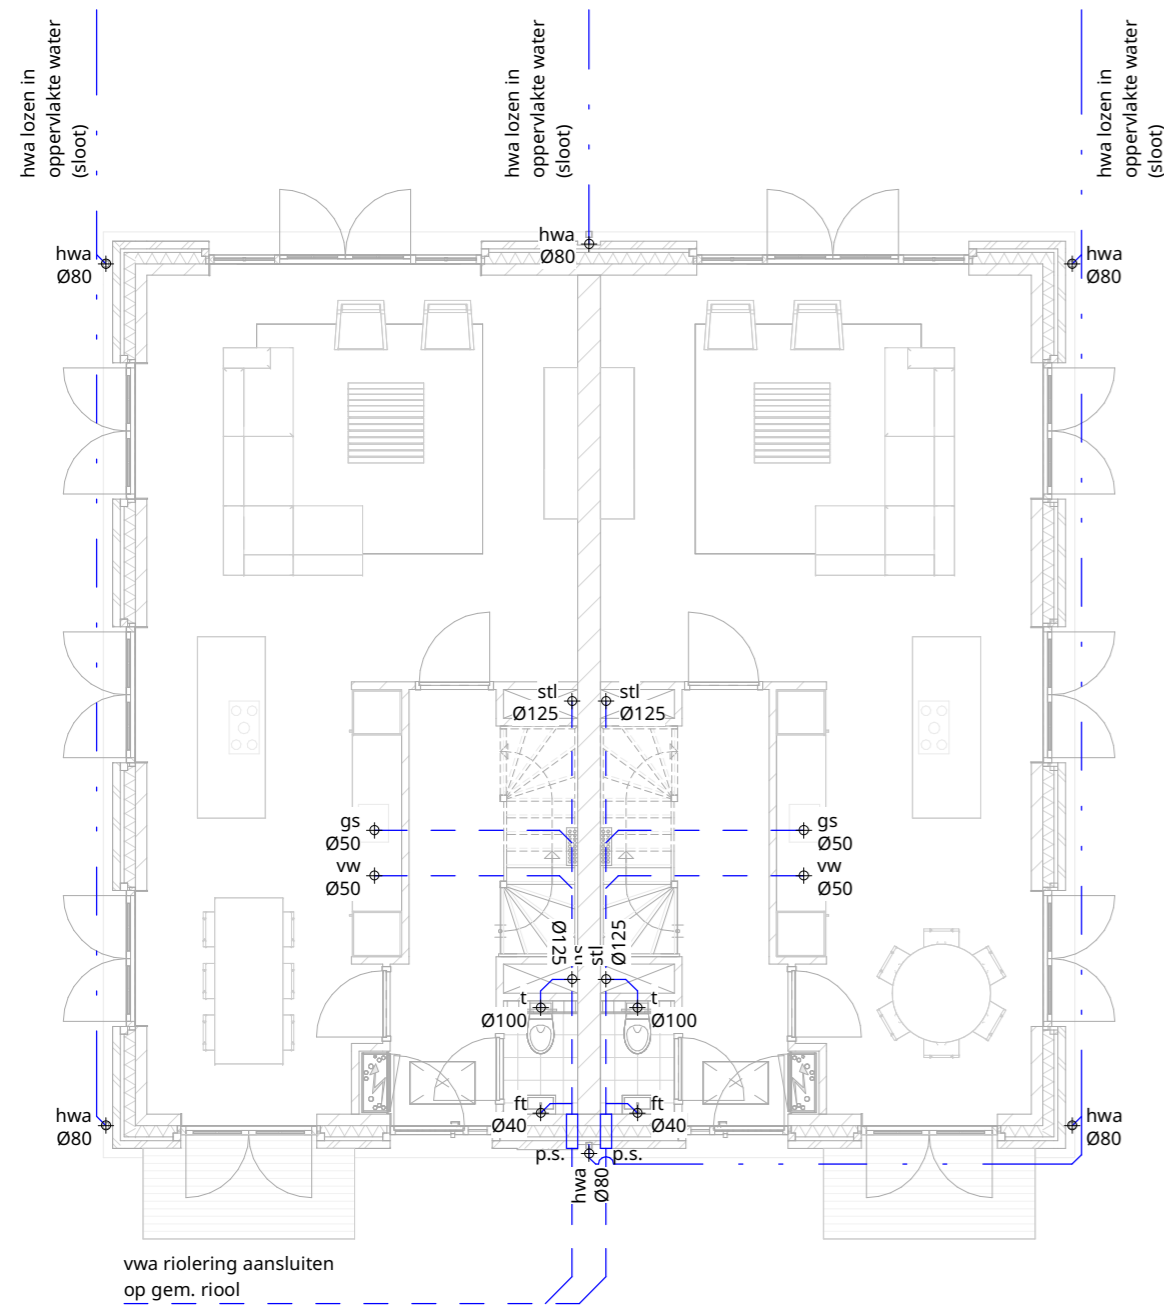 hwa lozen in
oppervlakte water
(sloot)
hwa lozen in
oppervlakte water
(sloot)
hwa lozen in
oppervlakte water
(sloot)
hwa
Ø80
hwa
Ø80
hwa
Ø80
stl
Ø125
stl
Ø125
gs
Ø50
gs
Ø50
vw
Ø50
vw
Ø50
Ø125
stl
Ø125
t
Ø100
t
Ø100
ft
Ø40
ft
Ø40
hwa
Ø80
hwa
Ø80
p.s.
p.s.
hwa
Ø80
vwa riolering aansluiten
op gem. riool